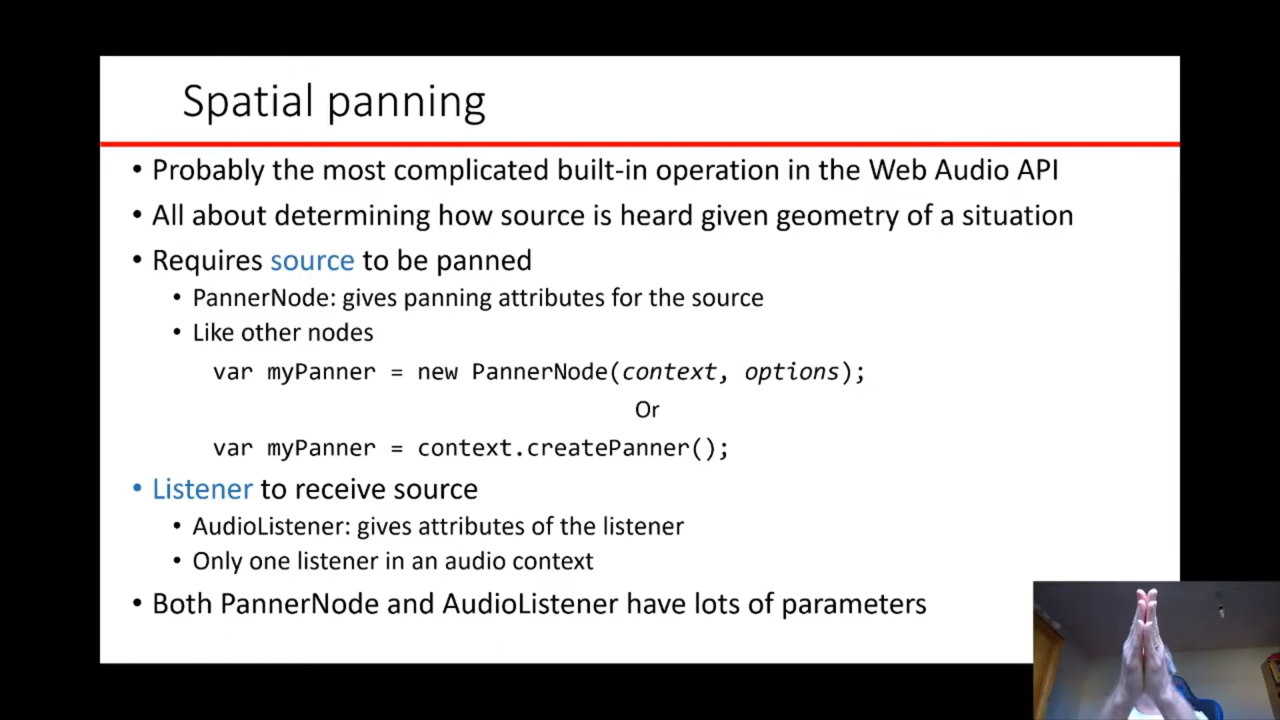 Spatial panning
• Probably the most complicated built-in operation in the Web Audio API
• All about determining how source is heard given geometry of a situation
• Requires source to be panned
• PannerNode: gives panning attributes for the source
• Like other nodes
var myPanner = new PannerNode(context, options);
Or
var myPanner = context.createPanner();
• Listener to receive source
• AudioListener: gives attributes of the listener
• Only one listener in an audio context
• Both PannerNode and AudioListener have lots of parameters